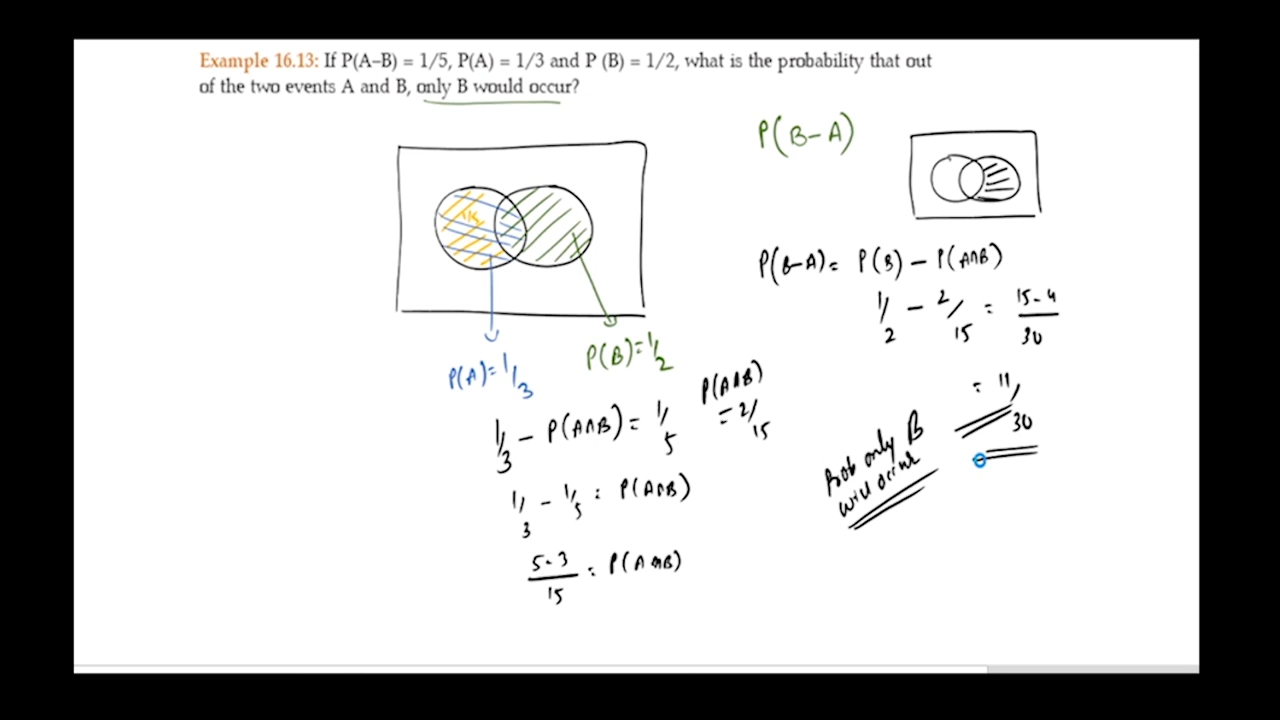 Example 16.13: If P(A–B) = 1/5, P(A) = 1/3 and P (B) = 1/2, what is the probability that out
of the two events A and B, only B would occur?
P(B-A)
1/5
P(A)=1/3
P(B)=1/2
1/3 - P(A∩B) = 1/5
P(A∩B)
= 2/15
1/3 - 1/5 = P(A∩B)
5-3/15 = P(A∩B)
P(B-A) = P(B) - P(A∩B)
1/2 - 2/15 = 15-4/30
= 11/30
Prob only B
will occur